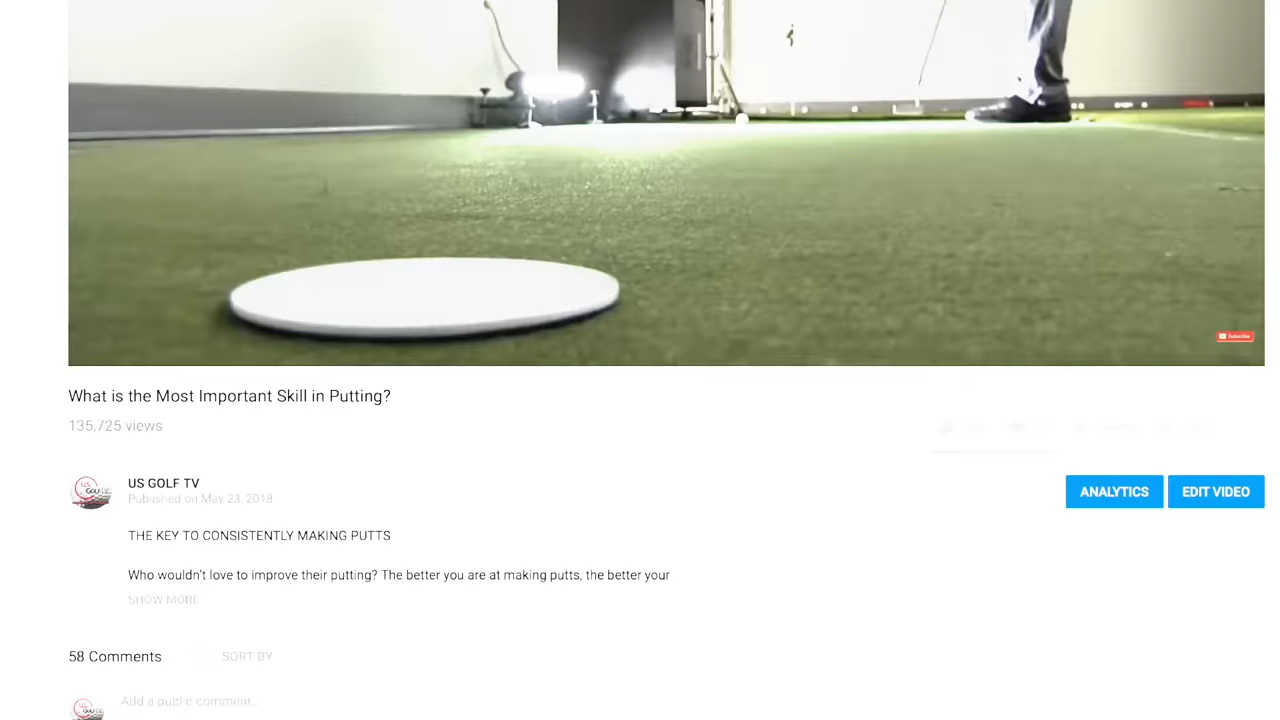 Subscribe
What is the Most Important Skill in Putting?
135,725 views
US GOLF TV
Published on May 23, 2018
ANALYTICS
EDIT VIDEO
THE KEY TO CONSISTENTLY MAKING PUTTS
Who wouldn't love to improve their putting? The better you are at making putts, the better your
SHOW MORE
58 Comments
SORT BY
Add a public comment...